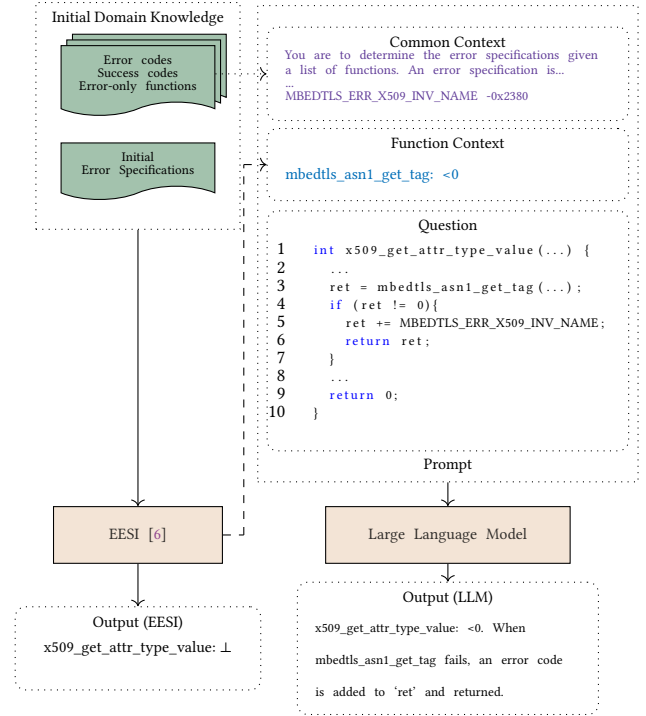 Initial Domain Knowledge
Error codes
Success codes
Error-only functions
Initial
Error Specifications
Common Context
You are to determine the error specifications given
a list of functions. An error specification is...
...
MBEDTLS_ERR_X509_INV_NAME -0x2380
Function Context
mbedtls_asn1_get_tag: <0
Question
1 int x509_get_attr_type_value(...) {
2 ...
3 ret = mbedtls_asn1_get_tag(...);
4 if (ret != 0){
5 ret += MBEDTLS_ERR_X509_INV_NAME;
6 return ret;
7 }
8 ...
9 return 0;
10 }
Prompt
EESI [6]
Large Language Model
Output (EESI)
x509_get_attr_type_value: ⊥
Output (LLM)
x509_get_attr_type_value: <0. When
mbedtls_asn1_get_tag fails, an error code
is added to ‘ret’ and returned.